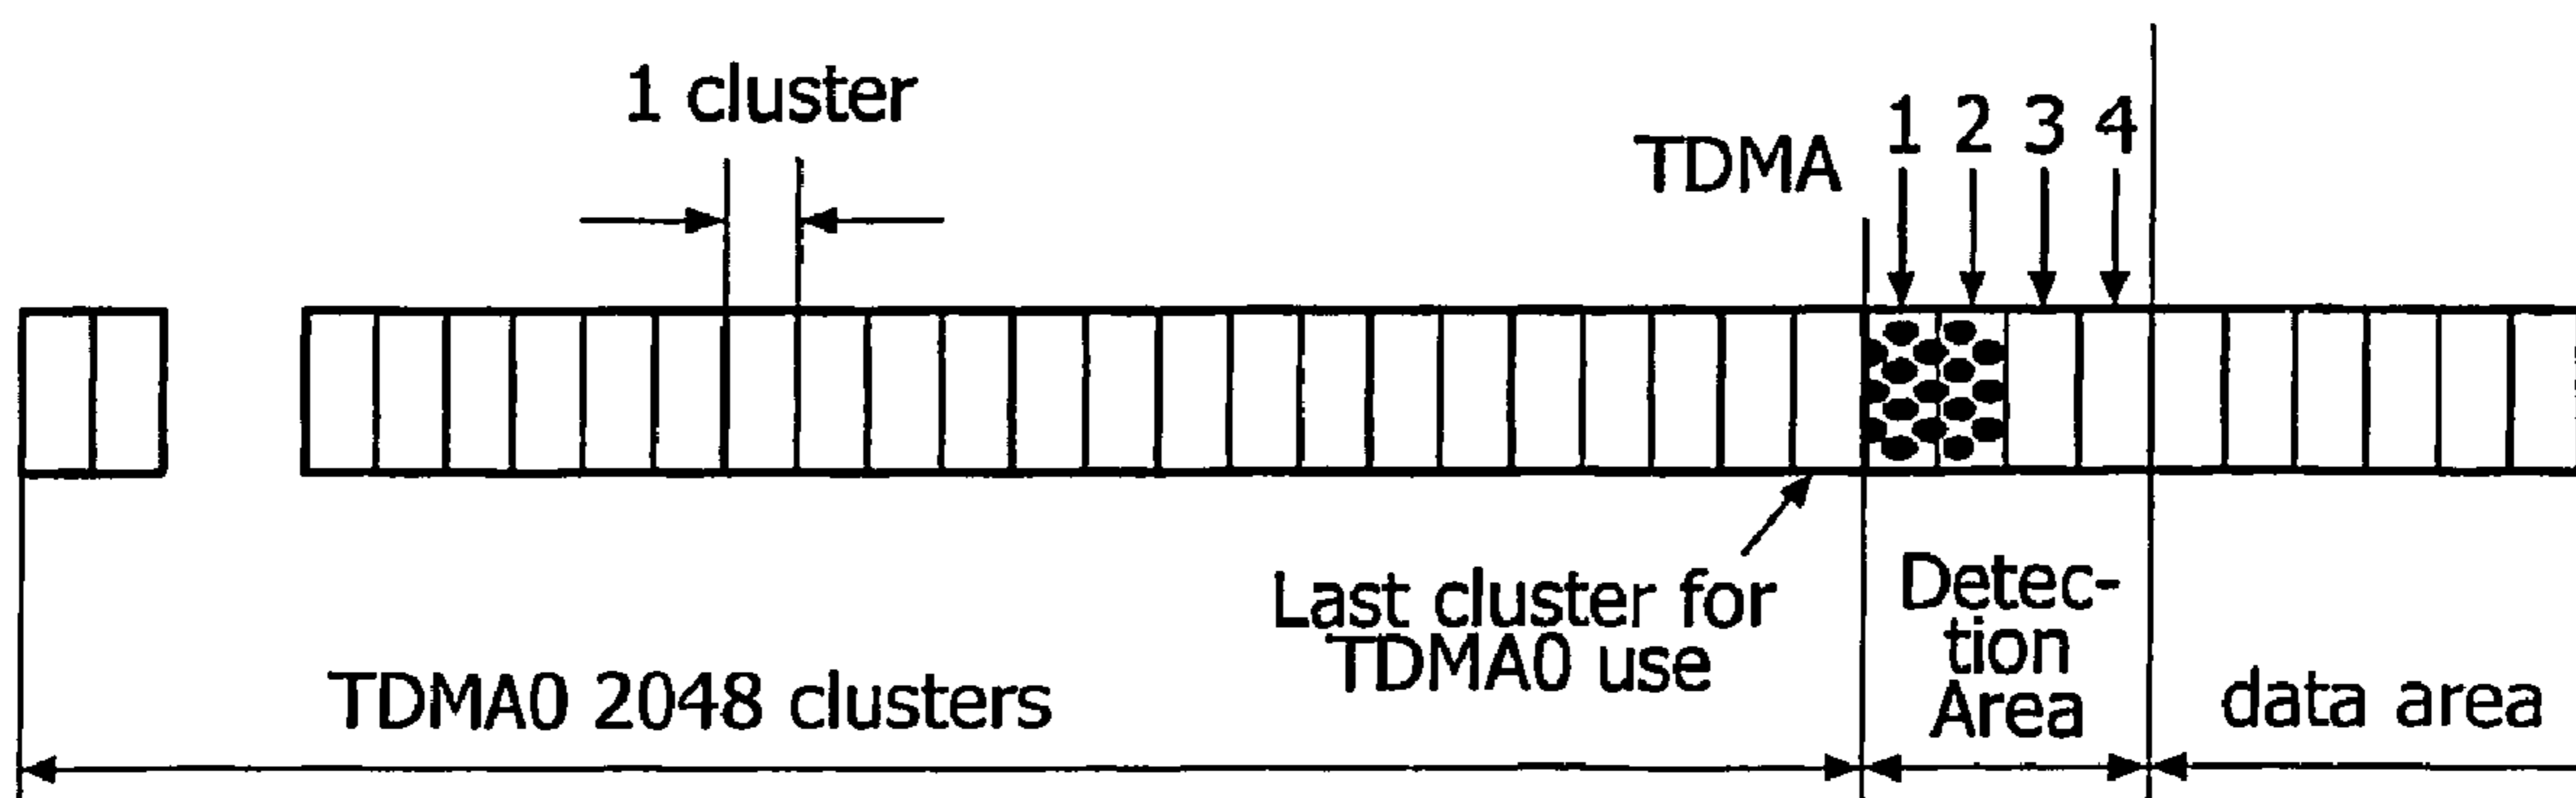 1 cluster
TDMA 1 2 3 4
Last cluster for
TDMA0 use
Detec-
tion
Area
TDMA0 2048 clusters
data area